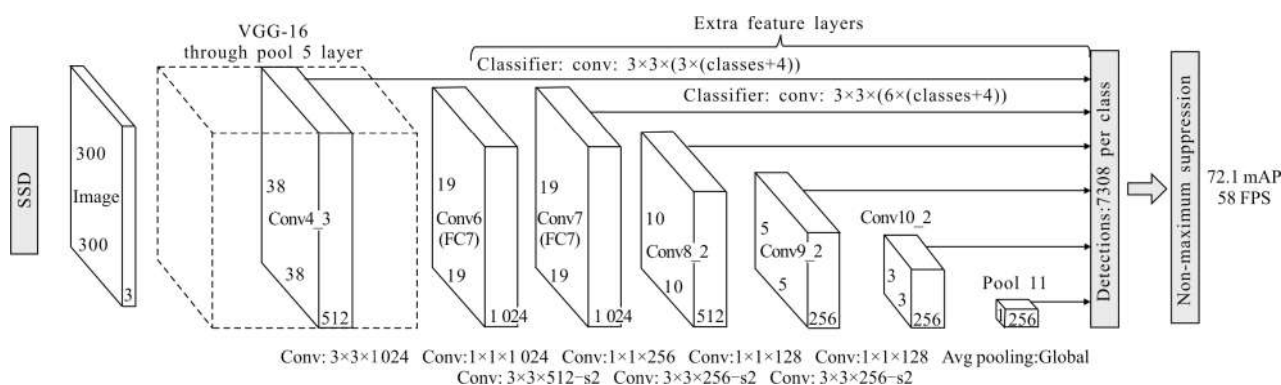 VGG-16
through pool 5 layer
Extra feature layers
Classifier: conv: 3×3×(3×(classes+4))
Classifier: conv: 3×3×(6×(classes+4))
SSD
300
Image
300
3
38
Conv4_3
38
512
19
Conv6
(FC7)
19
1 024
19
Conv7
(FC7)
19
1 024
10
Conv8_2
10
512
5
Conv9_2
5
256
Conv10_2
3
3
256
Pool 11
1
256
Detections:7308 per class
Non-maximum suppression
72.1 mAP
58 FPS
Conv: 3×3×1 024 Conv:1×1×1 024 Conv: 1×1×256 Conv: 1×1×128 Conv: 1×1×128 Avg pooling:Global
Conv: 3×3×512−s2 Conv: 3×3×256−s2 Conv: 3×3×256−s2